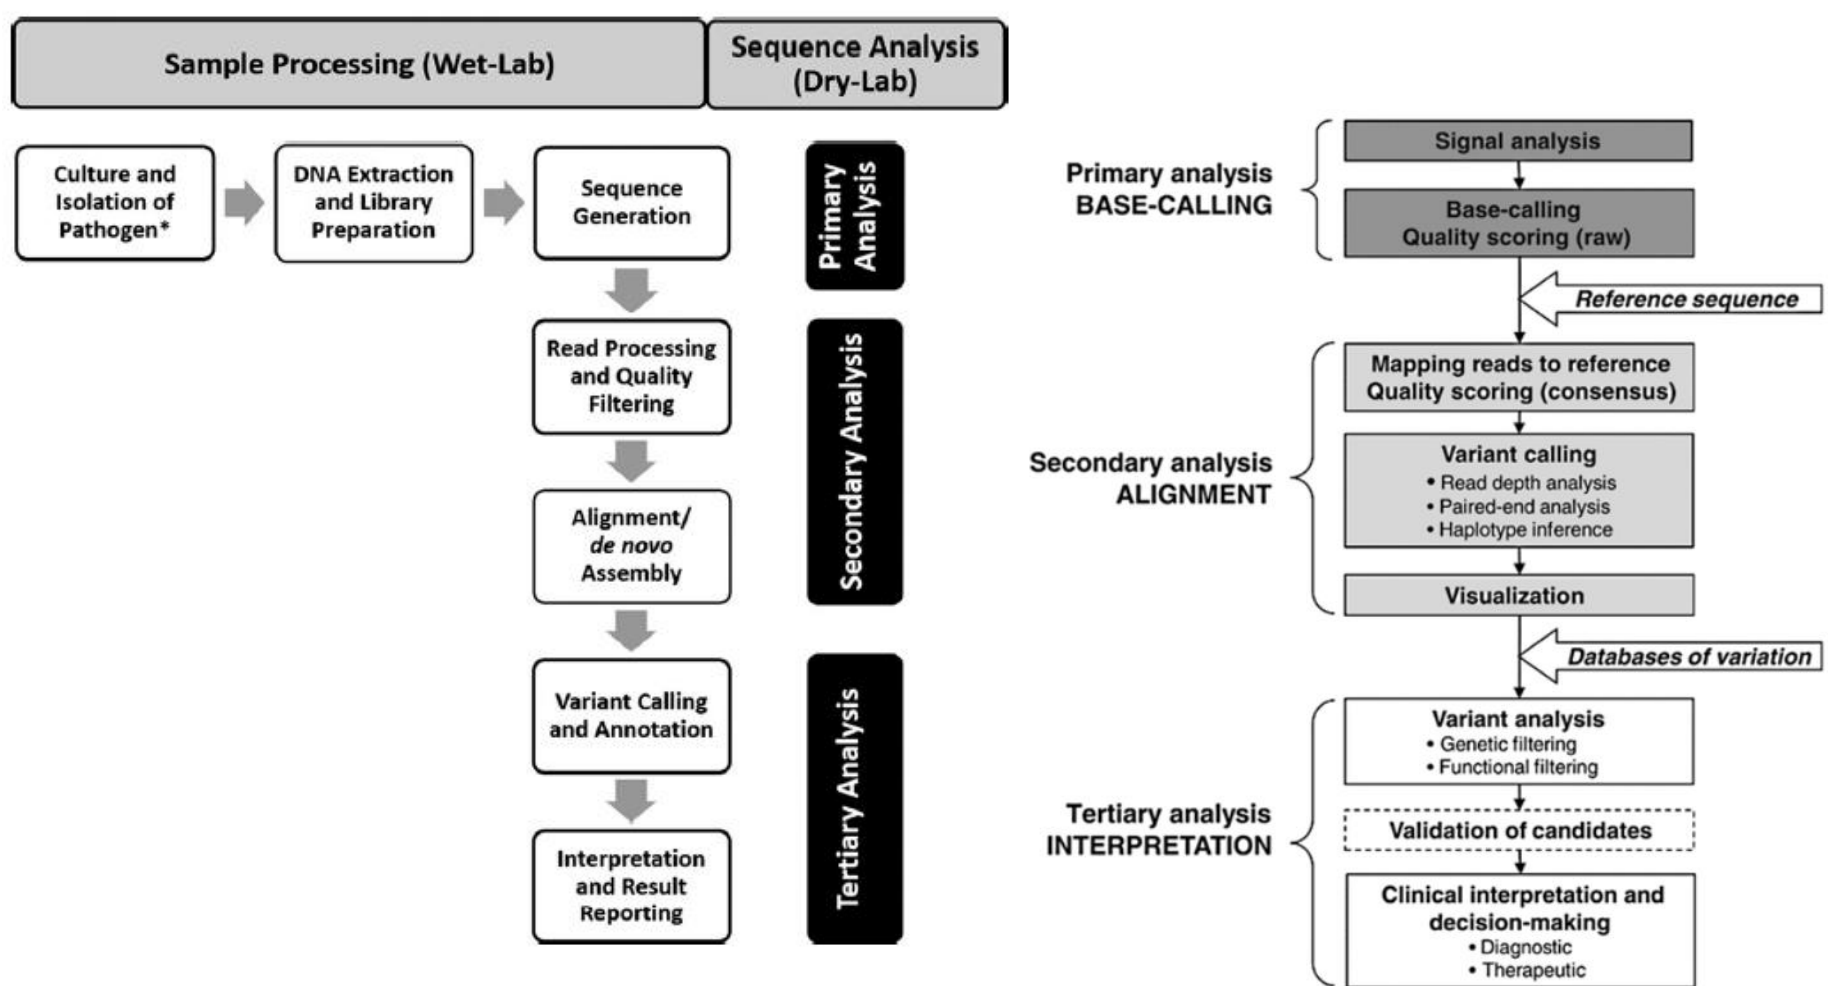 Sample Processing (Wet-Lab)
Sequence Analysis
(Dry-Lab)
Culture and
Isolation of
Pathogen*
DNA Extraction
and Library
Preparation
Sequence
Generation
Primary
Analysis
Read Processing
and Quality
Filtering
Alignment/
de novo
Assembly
Secondary Analysis
Variant Calling
and Annotation
Interpretation
and Result
Reporting
Tertiary Analysis
Primary analysis
BASE-CALLING
Signal analysis
Base-calling
Quality scoring (raw)
Reference sequence
Secondary analysis
ALIGNMENT
Mapping reads to reference
Quality scoring (consensus)
Variant calling
• Read depth analysis
• Paired-end analysis
• Haplotype inference
Visualization
Databases of variation
Tertiary analysis
INTERPRETATION
Variant analysis
• Genetic filtering
• Functional filtering
Validation of candidates
Clinical interpretation and
decision-making
• Diagnostic
• Therapeutic